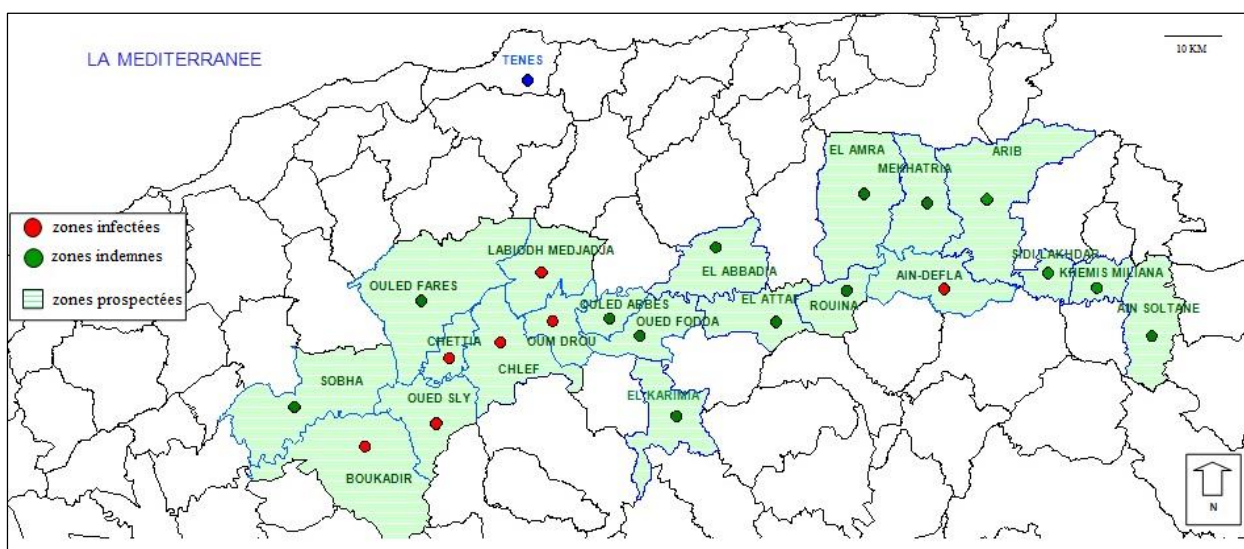 LA MEDITERRANEE
TENES
10 KM
EL AMRA
MEKHATRIA
ARIB
zones infectées
zones indemnes
zones prospectées
LABIODH MEDJADJA
SIDI LAKHDAR
EL ABBADIA
AIN-DEFLA
KHEMIS MILIANA
OULED FARES
OULED ABBES
EL ATTAF
ROUINA
OUED FODDA
AIN SOLTANE
CHETTIA
OUM DROU
CHLEF
SOBHA
OUED SLY
EL KARIMIA
BOUKADIR
N